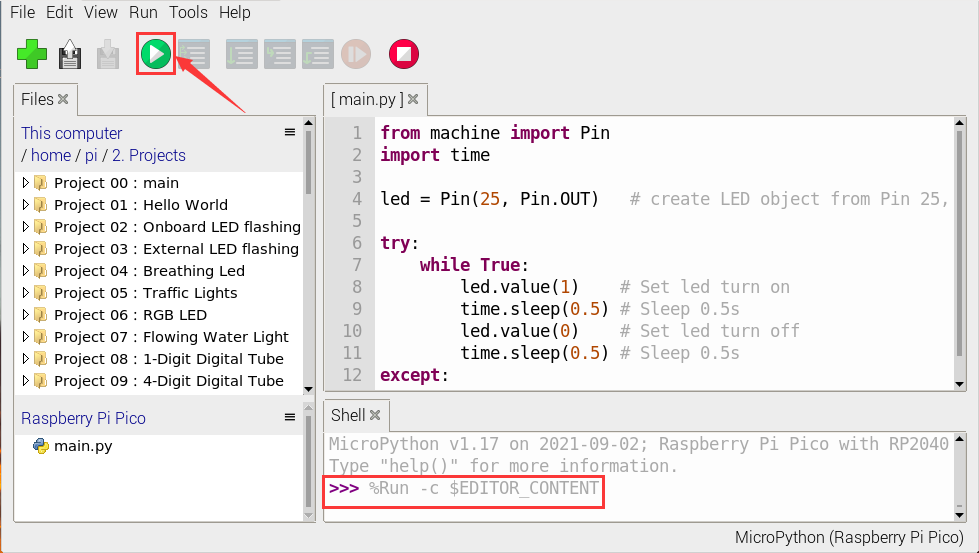 File Edit View Run Tools Help
Files
This computer
/ home / pi / 2. Projects
Project 00 : main
Project 01 : Hello World
Project 02 : Onboard LED flashing
Project 03 : External LED flashing
Project 04 : Breathing Led
Project 05 : Traffic Lights
Project 06 : RGB LED
Project 07 : Flowing Water Light
Project 08 : 1-Digit Digital Tube
Project 09 : 4-Digit Digital Tube
Raspberry Pi Pico
main.py
[ main.py ]
1 from machine import Pin
2 import time
3
4 led = Pin(25, Pin.OUT)   # create LED object from Pin 25,
5
6 try:
7     while True:
8         led.value(1)    # Set led turn on
9         time.sleep(0.5) # Sleep 0.5s
10         led.value(0)    # Set led turn off
11         time.sleep(0.5) # Sleep 0.5s
12 except:
Shell
MicroPython v1.17 on 2021-09-02; Raspberry Pi Pico with RP2040
Type "help()" for more information.
>>> %Run -c $EDITOR_CONTENT
MicroPython (Raspberry Pi Pico)